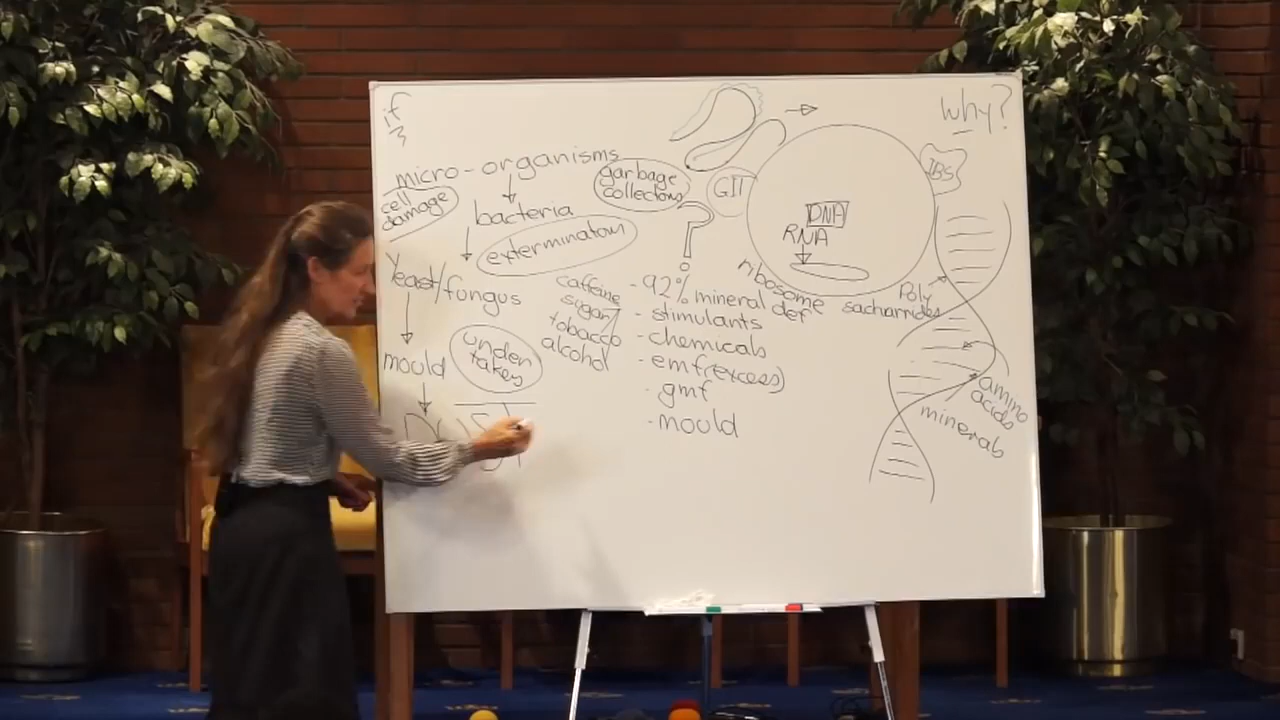 if
micro-organisms
cell
damage
bacteria
exterminators
Yeast/fungus
mould
under
takers
garbage
collectors
GIT
caffeine
sugar
tobacco
alcohol
?
- 92% mineral def
- stimulants
- chemicals
- emf (excess)
- gmf
- mould
DNA
RNA
ribosome
Why?
IBS
Poly
sacharrides
amino
acids
minerals